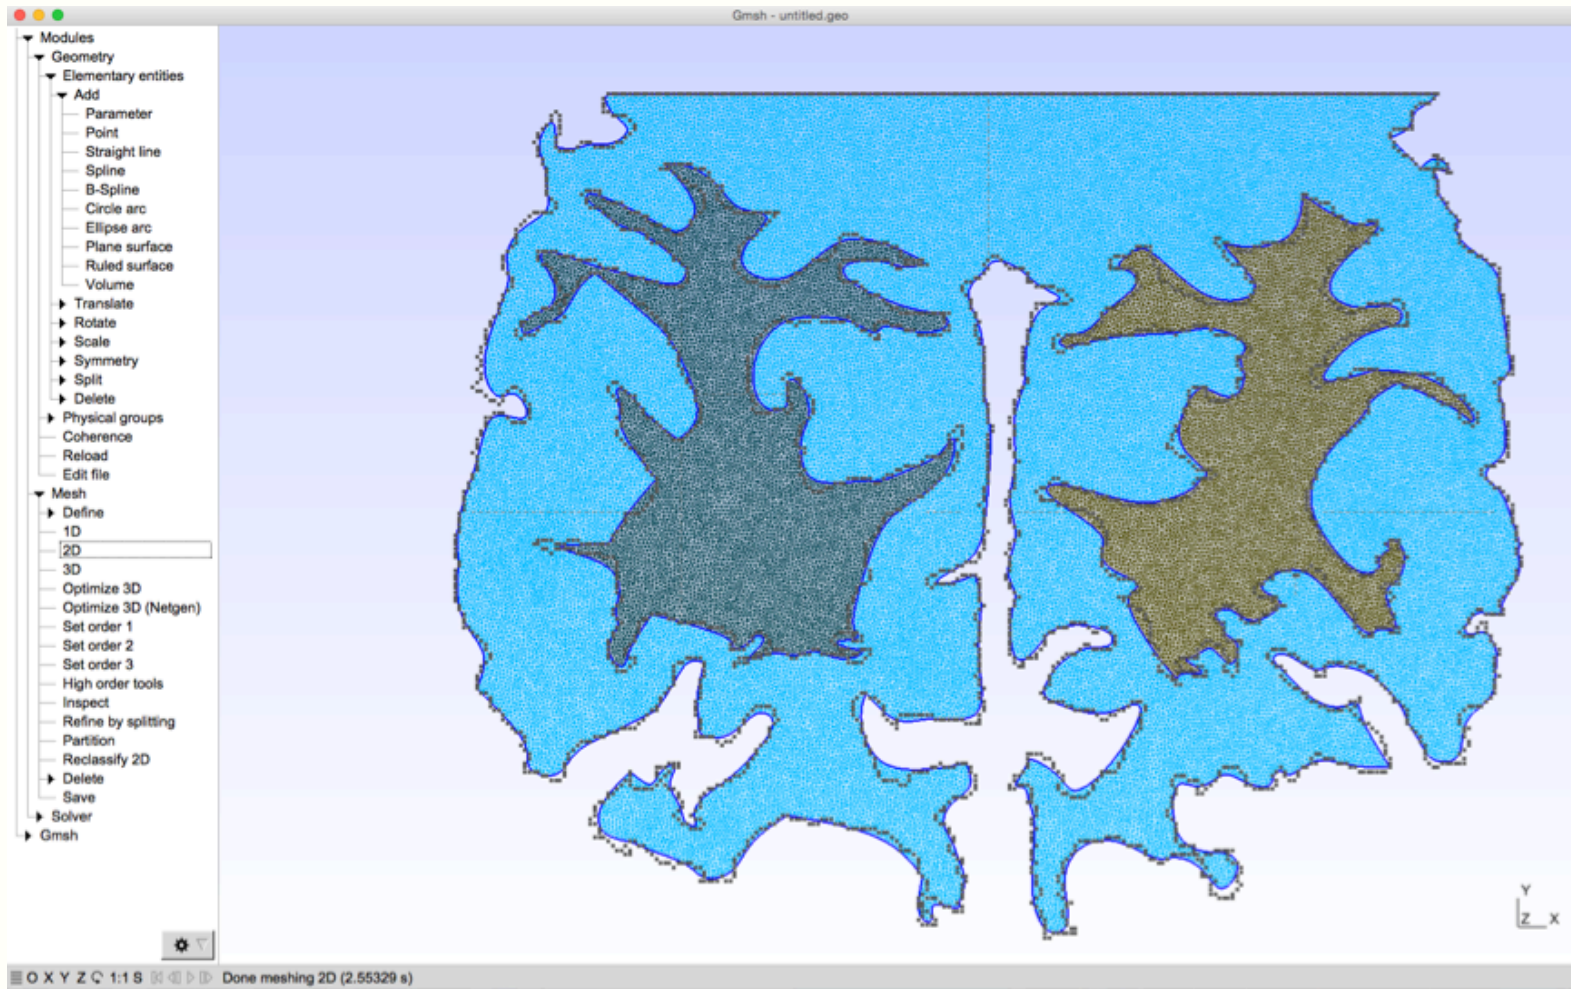 Gmsh - untitled.geo
Modules
Geometry
Elementary entities
Add
Parameter
Point
Straight line
Spline
B-Spline
Circle arc
Ellipse arc
Plane surface
Ruled surface
Volume
Translate
Rotate
Scale
Symmetry
Split
Delete
Physical groups
Coherence
Reload
Edit file
Mesh
Define
1D
2D
3D
Optimize 3D
Optimize 3D (Netgen)
Set order 1
Set order 2
Set order 3
High order tools
Inspect
Refine by splitting
Partition
Reclassify 2D
Delete
Save
Solver
Gmsh
Y
Z X
O X Y Z 1:1 S Done meshing 2D (2.55329 s)